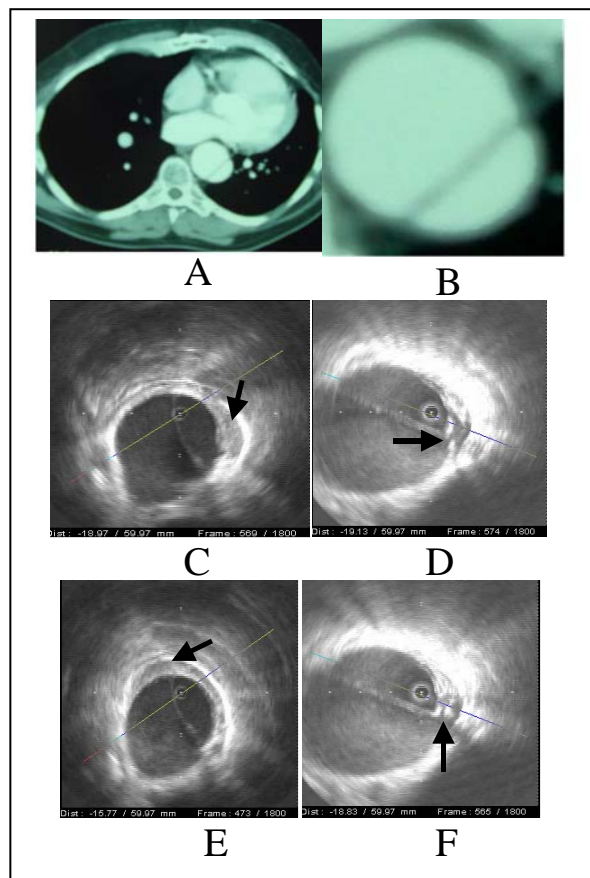 A
B
Dist : -18.97 / 59.97 mm Frame : 569 / 1800
Dist : -19.13 / 59.97 mm Frame : 574 / 1800
C
D
Dist : -15.77 / 59.97 mm Frame : 473 / 1800
Dist : -18.83 / 59.97 mm Frame : 565 / 1800
E
F